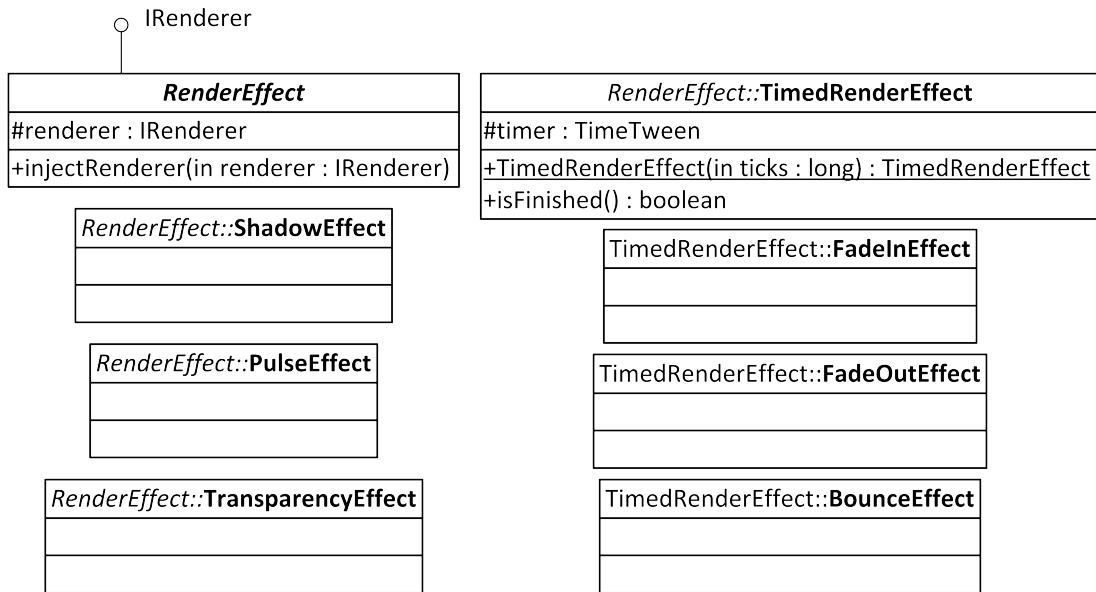 IRenderer
RenderEffect
#renderer : IRenderer
+injectRenderer(in renderer : IRenderer)
RenderEffect::ShadowEffect
RenderEffect::PulseEffect
RenderEffect::TransparencyEffect
RenderEffect::TimedRenderEffect
#timer : TimeTween
+TimedRenderEffect(in ticks : long) : TimedRenderEffect
+isFinished() : boolean
TimedRenderEffect::FadeInEffect
TimedRenderEffect::FadeOutEffect
TimedRenderEffect::BounceEffect